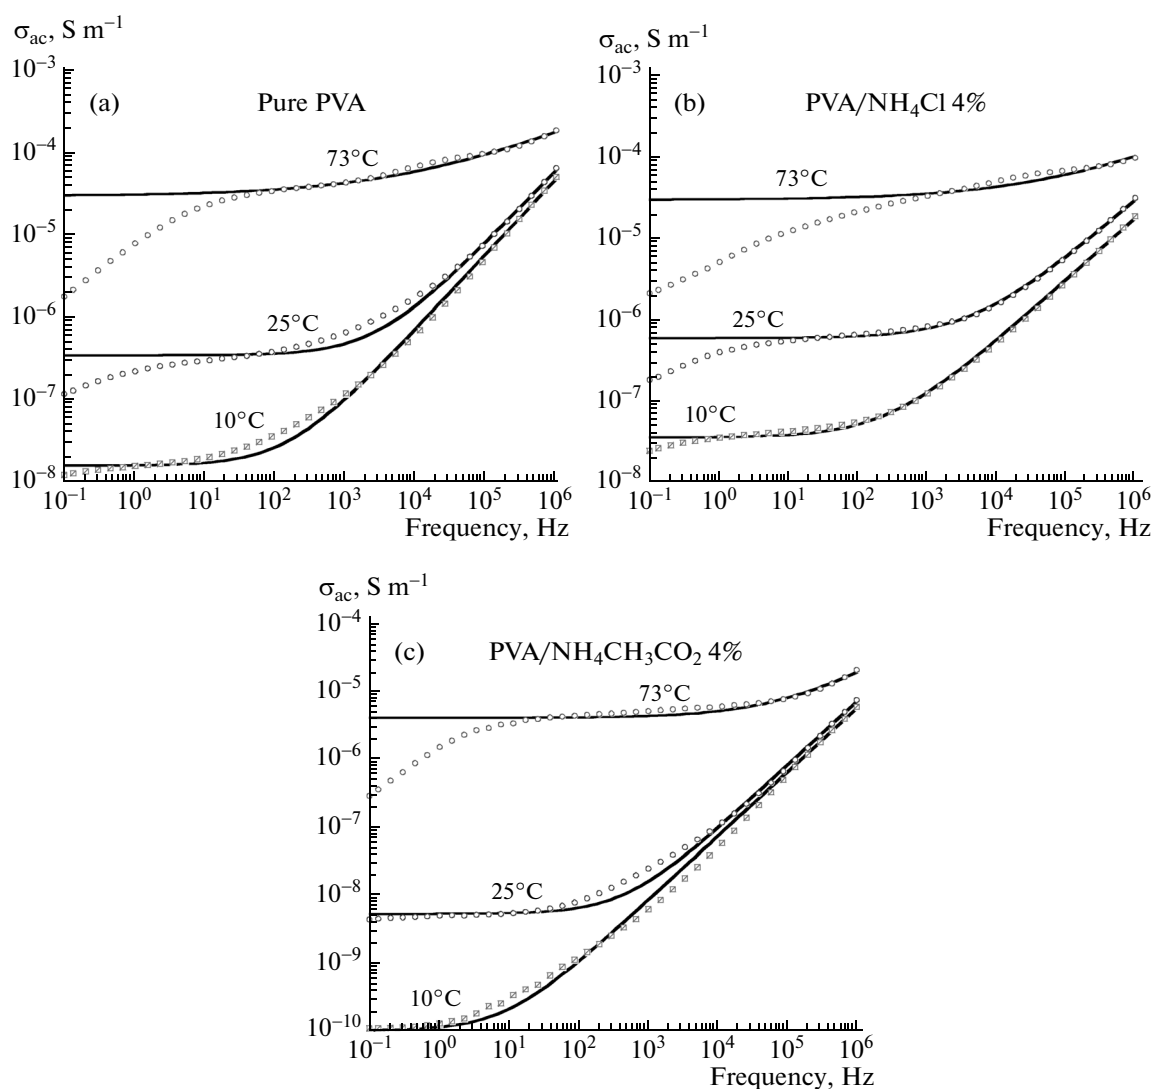 σac, S m⁻¹
(a)
Pure PVA
10⁻³
10⁻⁴
10⁻⁵
10⁻⁶
10⁻⁷
10⁻⁸
73°C
25°C
10°C
10⁻¹ 10⁰ 10¹ 10² 10³ 10⁴ 10⁵ 10⁶
Frequency, Hz
σac, S m⁻¹
(b)
PVA/NH₄Cl 4%
10⁻³
10⁻⁴
10⁻⁵
10⁻⁶
10⁻⁷
10⁻⁸
73°C
25°C
10°C
10⁻¹ 10⁰ 10¹ 10² 10³ 10⁴ 10⁵ 10⁶
Frequency, Hz
σac, S m⁻¹
(c)
PVA/NH₄CH₃CO₂ 4%
10⁻⁴
10⁻⁵
10⁻⁶
10⁻⁷
10⁻⁸
10⁻⁹
10⁻¹⁰
73°C
25°C
10°C
10⁻¹ 10⁰ 10¹ 10² 10³ 10⁴ 10⁵ 10⁶
Frequency, Hz